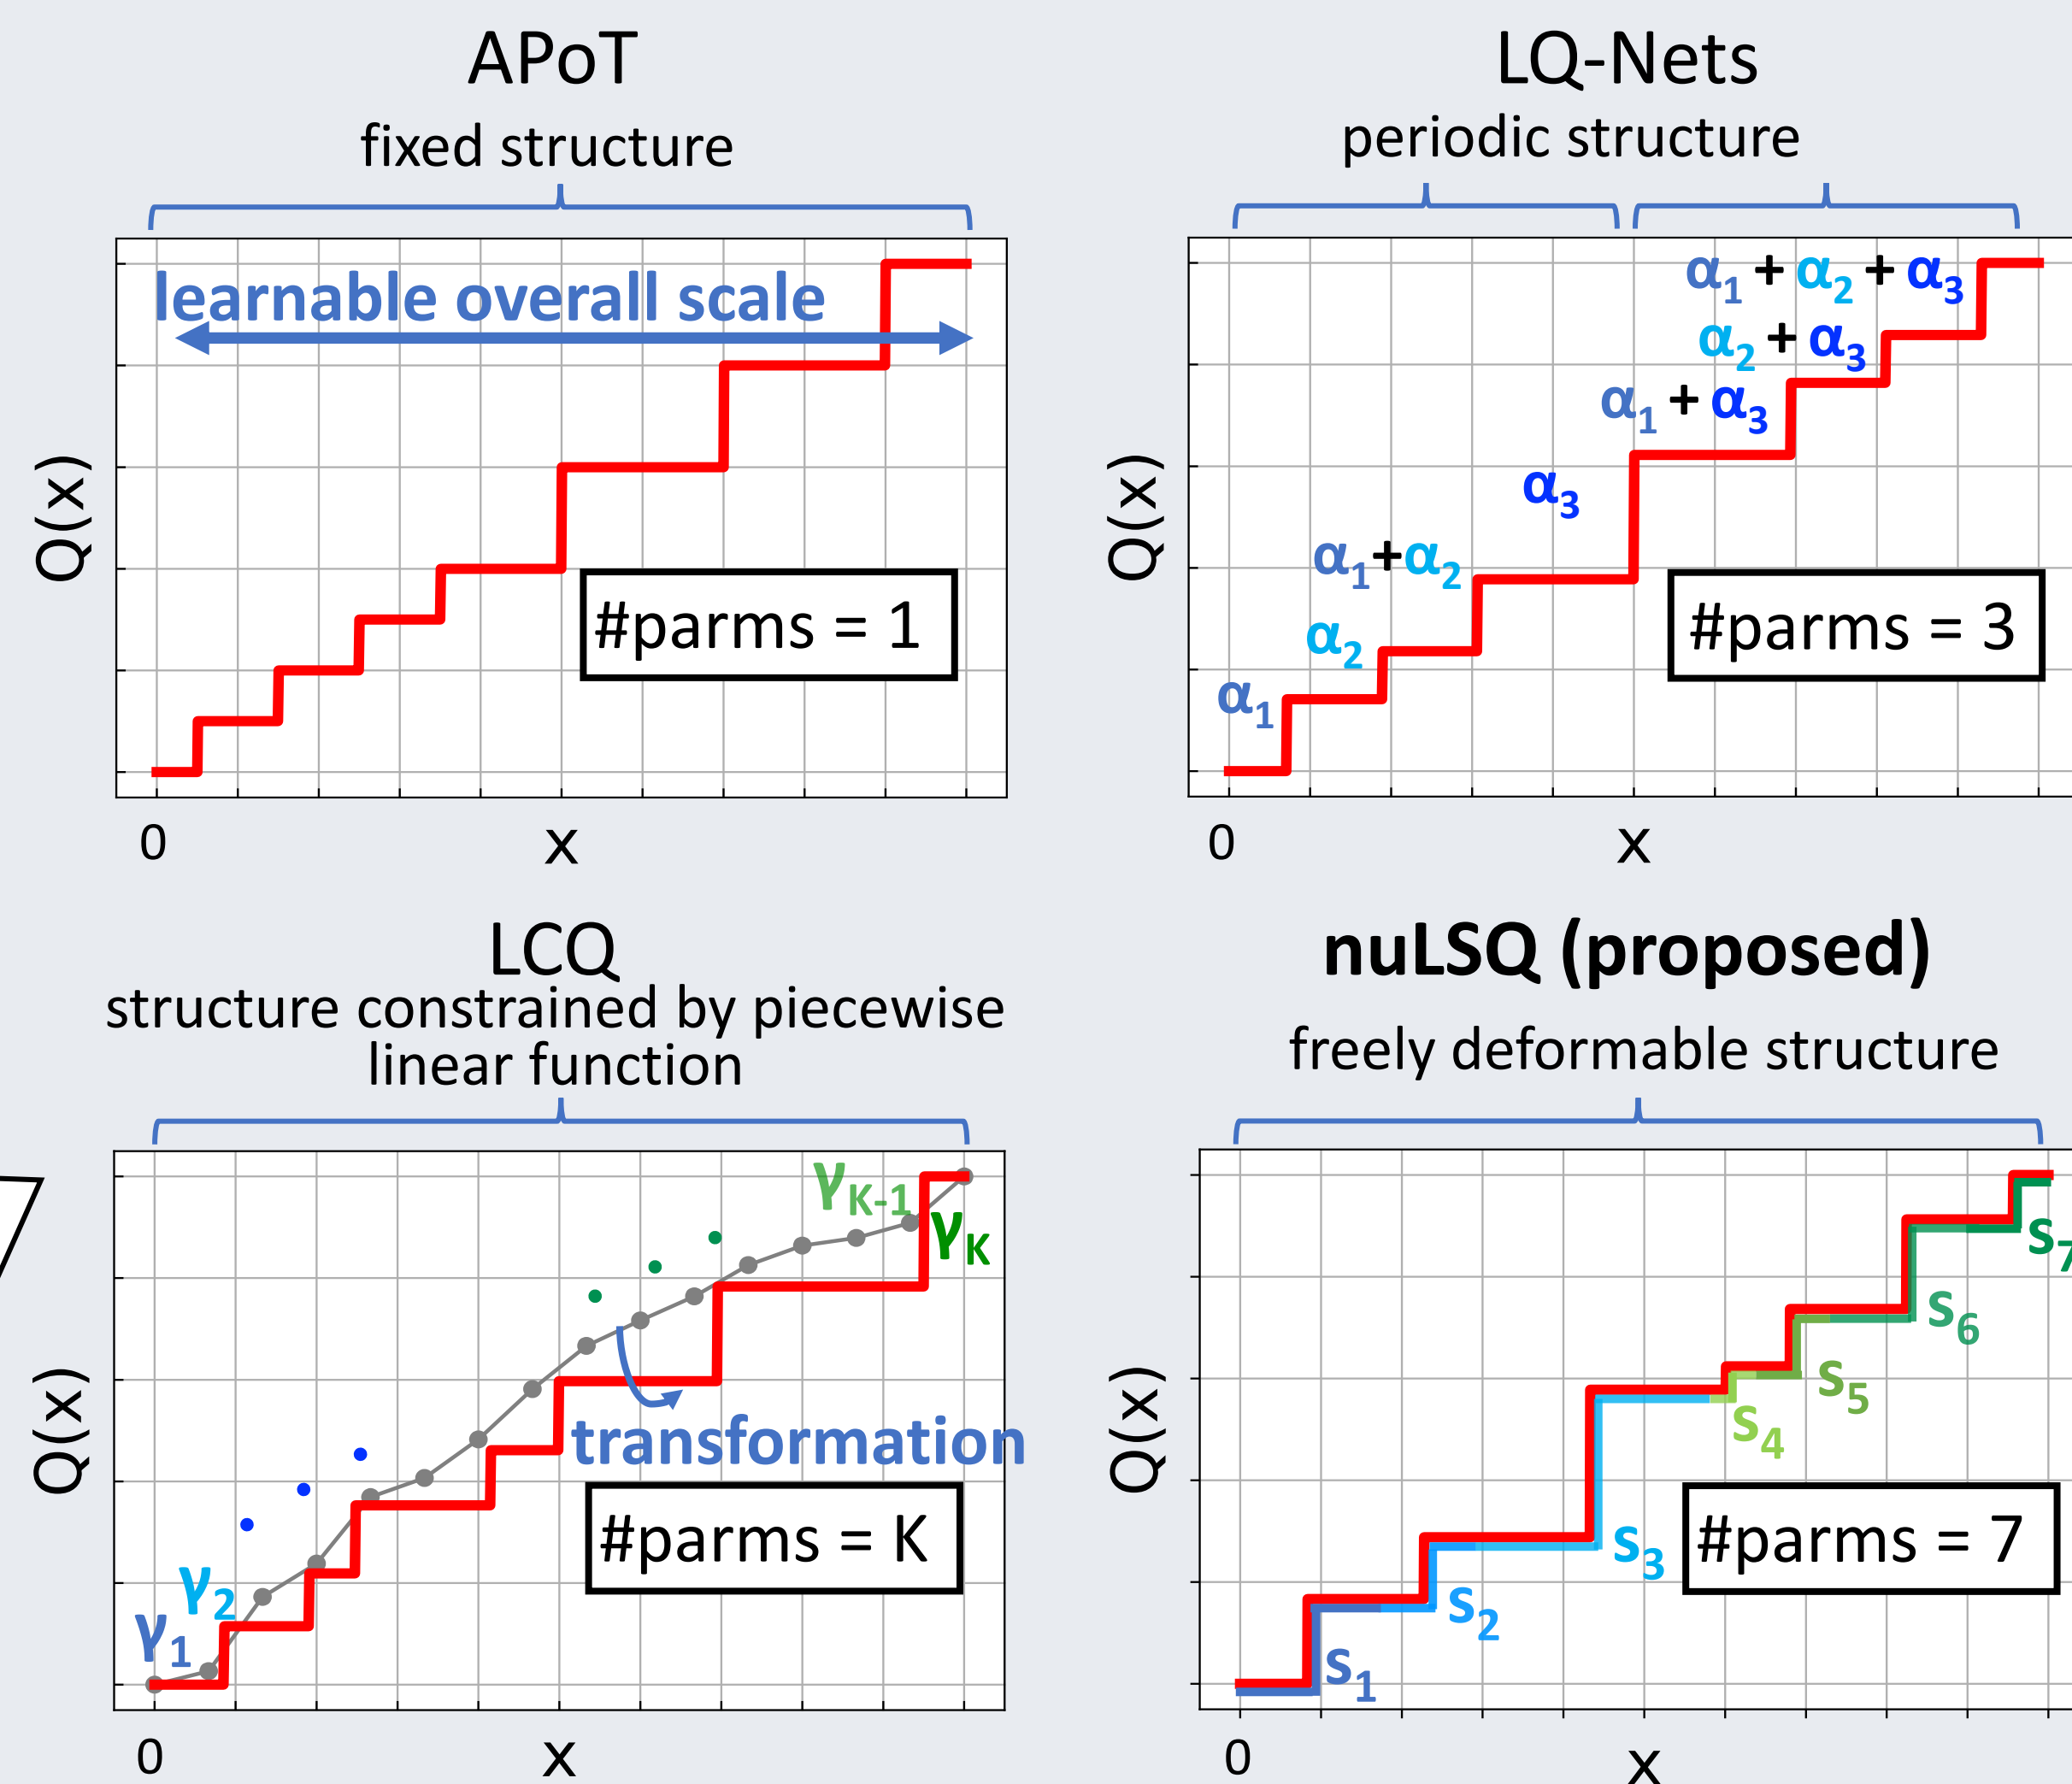 APoT
fixed structure
learnable overall scale
#parms = 1
Q(x)
0
x
LQ-Nets
periodic structure
α1 + α2 + α3
α2 + α3
α1 + α3
α3
α1+α2
α2
α1
#parms = 3
Q(x)
0
x
LCQ
structure constrained by piecewise
linear function
γK-1
γK
transformation
#parms = K
γ2
γ1
Q(x)
0
x
nuLSQ (proposed)
freely deformable structure
s7
s6
s5
s4
s3
#parms = 7
s2
s1
Q(x)
0
x